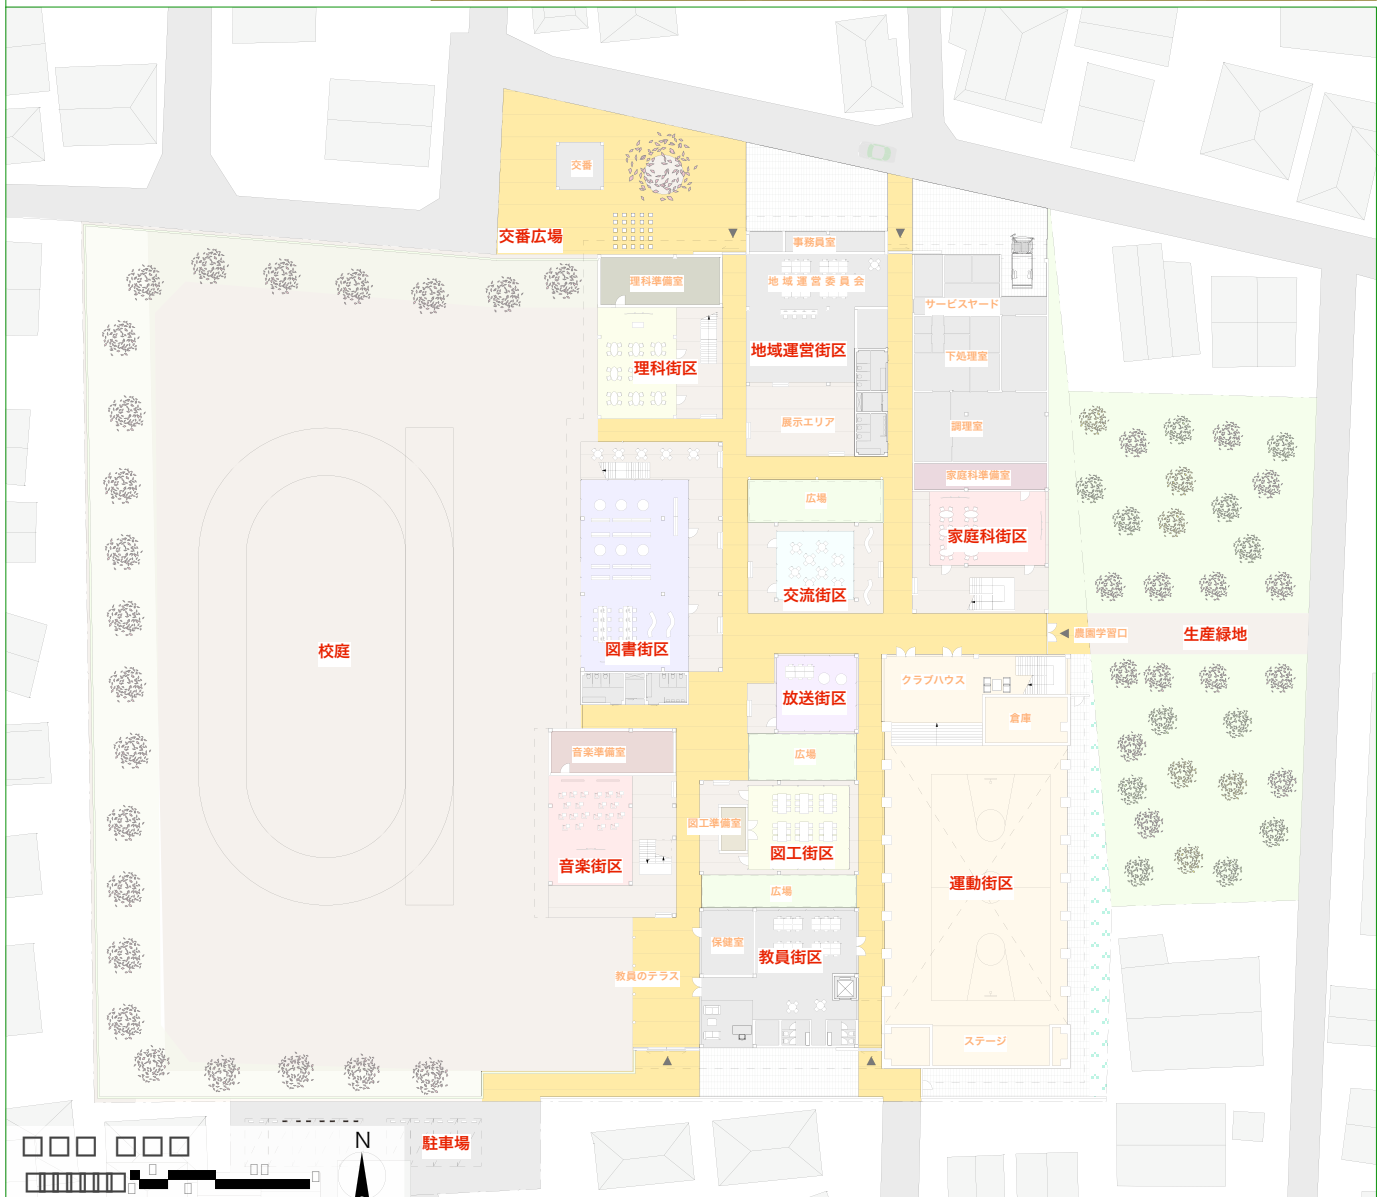 交番
交番広場
事務員室
理科準備室
地域運営委員会
サービスヤード
地域運営街区
下処理室
理科街区
展示エリア
調理室
家庭科準備室
広場
家庭科街区
交流街区
農園学習口
生産緑地
図書街区
校庭
クラブハウス
放送街区
倉庫
音楽準備室
広場
図工準備室
図工街区
音楽街区
運動街区
広場
保健室
教員街区
教員のテラス
ステージ
駐車場
N